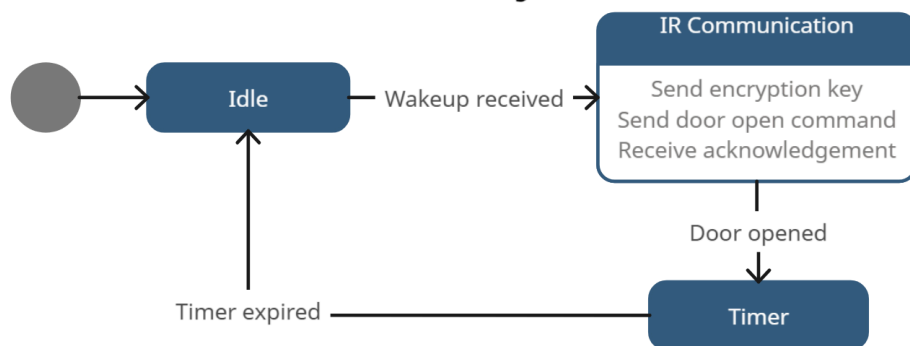 IR Communication
Idle
Wakeup received
Send encryption key
Send door open command
Receive acknowledgement
Door opened
Timer expired
Timer